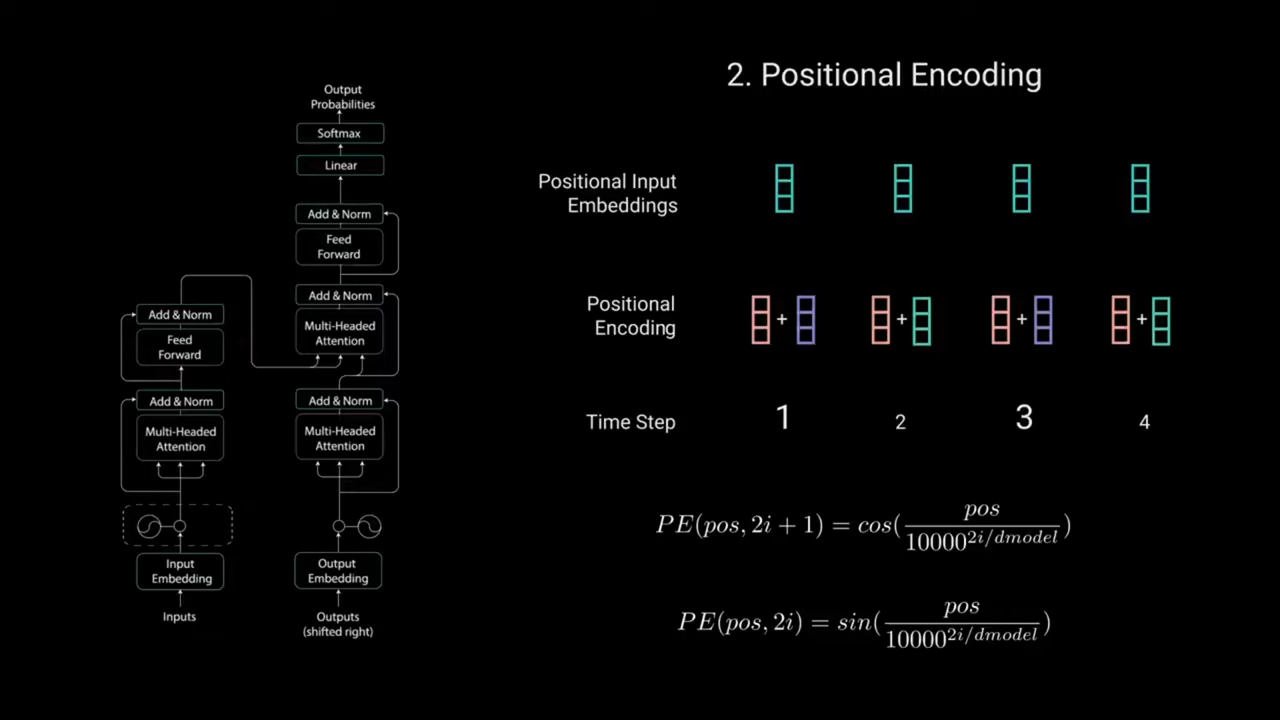 2. Positional Encoding
Output
Probabilities
Softmax
Linear
Add & Norm
Feed
Forward
Add & Norm
Multi-Headed
Attention
Add & Norm
Multi-Headed
Attention
Output
Embedding
Outputs
(shifted right)
Add & Norm
Feed
Forward
Add & Norm
Multi-Headed
Attention
Input
Embedding
Inputs
Positional Input
Embeddings
Positional
Encoding
+ + + +
Time Step 1 2 3 4
PE(pos, 2i + 1) = cos(pos / 10000^{2i/dmodel})
PE(pos, 2i) = sin(pos / 10000^{2i/dmodel})